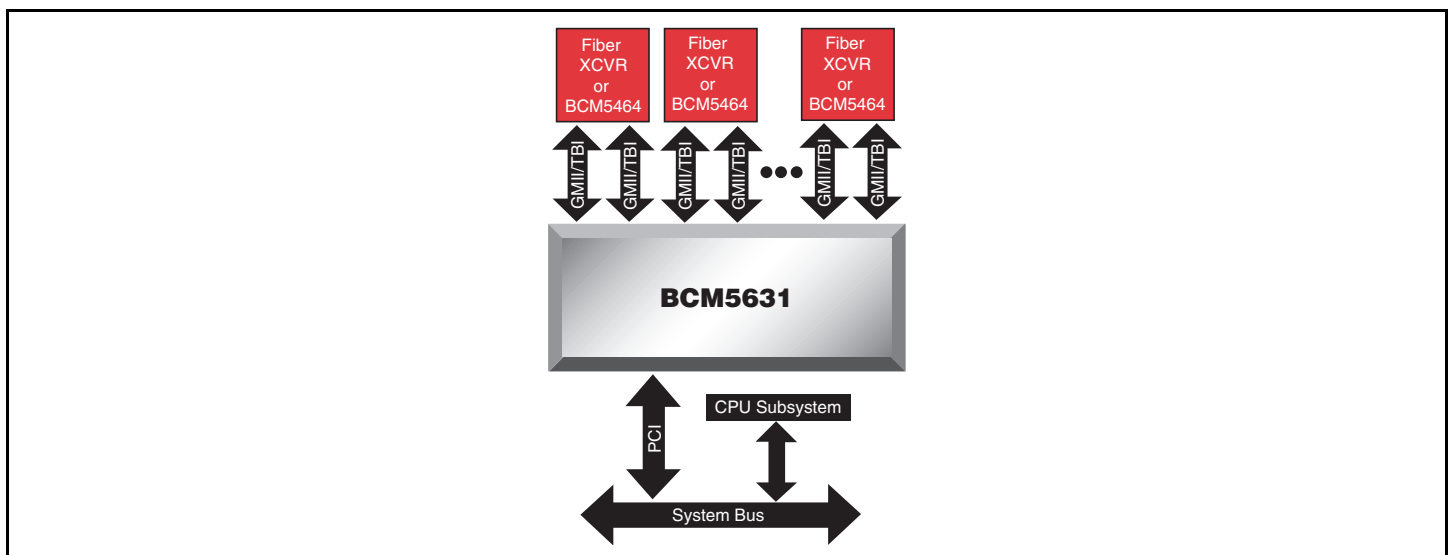 Fiber
XCVR
or
BCM5464
Fiber
XCVR
or
BCM5464
Fiber
XCVR
or
BCM5464
GMII/TBI
GMII/TBI
GMII/TBI
GMII/TBI
GMII/TBI
GMII/TBI
BCM5631
PCI
CPU Subsystem
System Bus